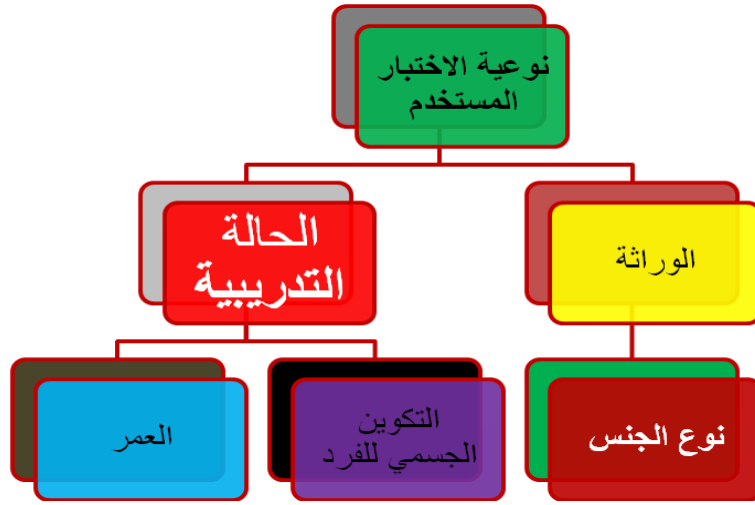 نوعية الاختبار
المستخدم
الوراثة
الحالة
التدريبية
نوع الجنس
التكوين
الجسمي للفرد
العمر